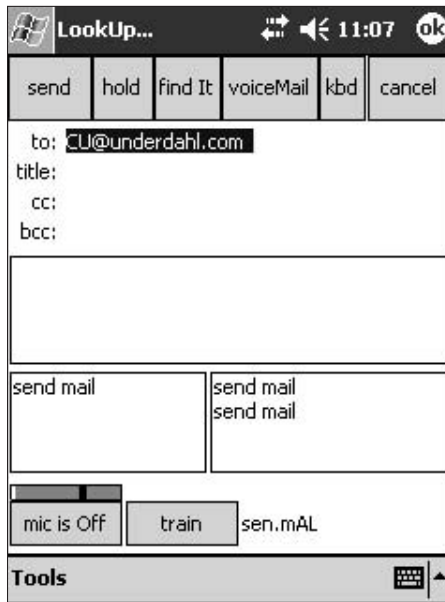 LookUp... 11:07 ok
send hold find It voiceMail kbd cancel
to: CU@underdahl.com
title:
cc:
bcc:
send mail
send mail
send mail
mic is Off train sen.mAL
Tools